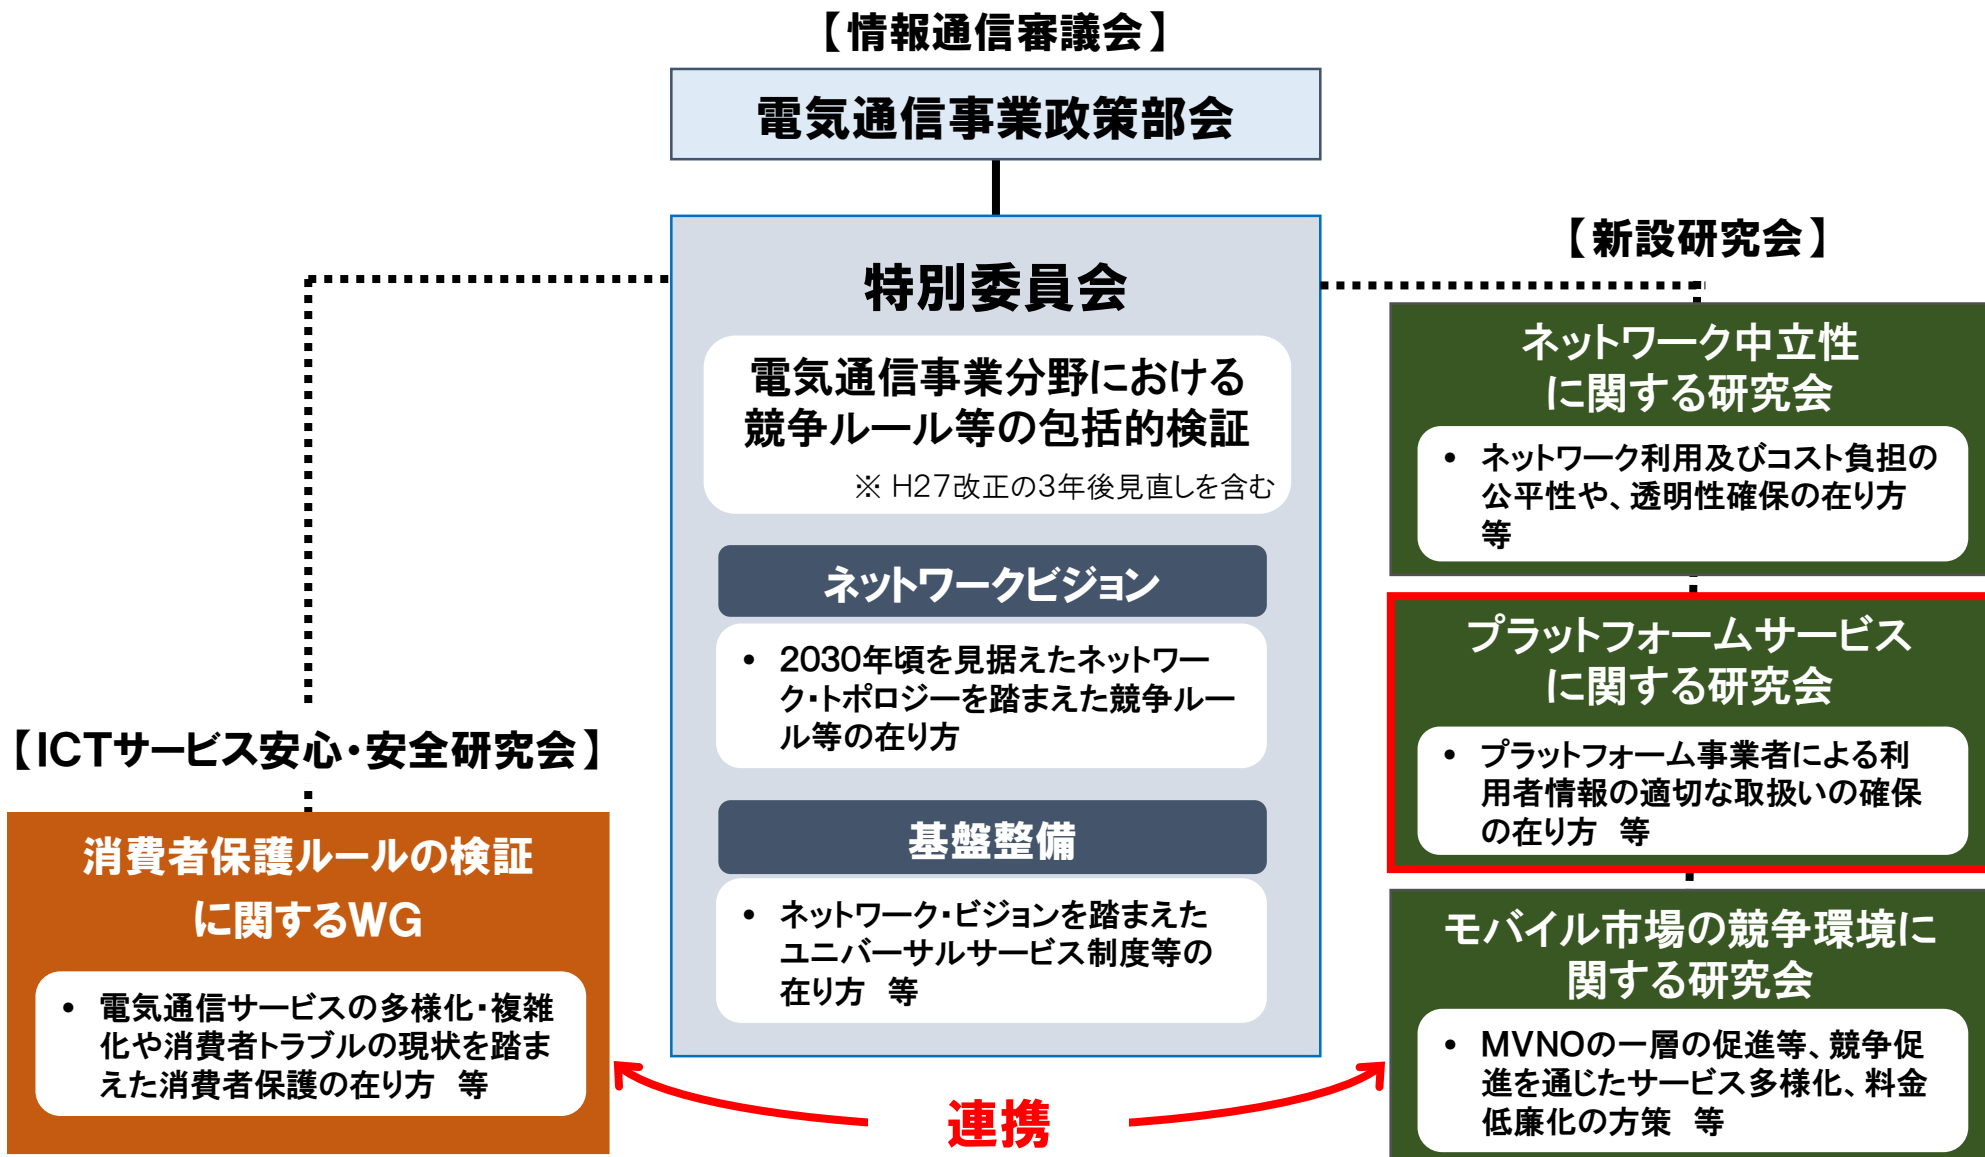 【情報通信審議会】
電気通信事業政策部会
特別委員会
電気通信事業分野における
競争ルール等の包括的検証
※ H27改正の3年後見直しを含む
ネットワークビジョン
• 2030年頃を見据えたネットワー
ク・トポロジーを踏まえた競争ルー
ル等の在り方
基盤整備
• ネットワーク・ビジョンを踏まえた
ユニバーサルサービス制度等の
在り方 等
【ICTサービス安心・安全研究会】
消費者保護ルールの検証
に関するWG
• 電気通信サービスの多様化・複雑
化や消費者トラブルの現状を踏ま
えた消費者保護の在り方 等
【新設研究会】
ネットワーク中立性
に関する研究会
• ネットワーク利用及びコスト負担の
公平性や、透明性確保の在り方
等
プラットフォームサービス
に関する研究会
• プラットフォーム事業者による利
用者情報の適切な取扱いの確保
の在り方 等
モバイル市場の競争環境に
関する研究会
• MVNOの一層の促進等、競争促
進を通じたサービス多様化、料金
低廉化の方策 等
連携